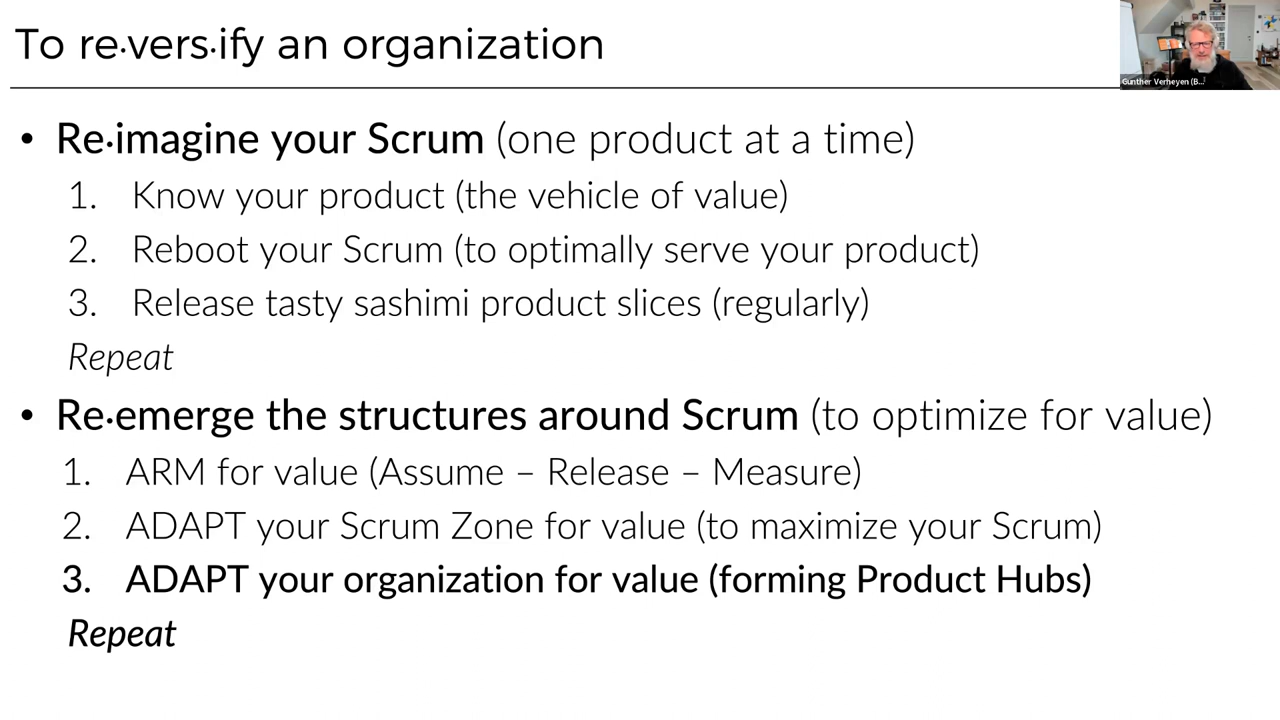 To re·vers·ify an organization
Gunther Verheyen (B...
• Re·imagine your Scrum (one product at a time)
1. Know your product (the vehicle of value)
2. Reboot your Scrum (to optimally serve your product)
3. Release tasty sashimi product slices (regularly)
Repeat
• Re·emerge the structures around Scrum (to optimize for value)
1. ARM for value (Assume – Release – Measure)
2. ADAPT your Scrum Zone for value (to maximize your Scrum)
3. ADAPT your organization for value (forming Product Hubs)
Repeat